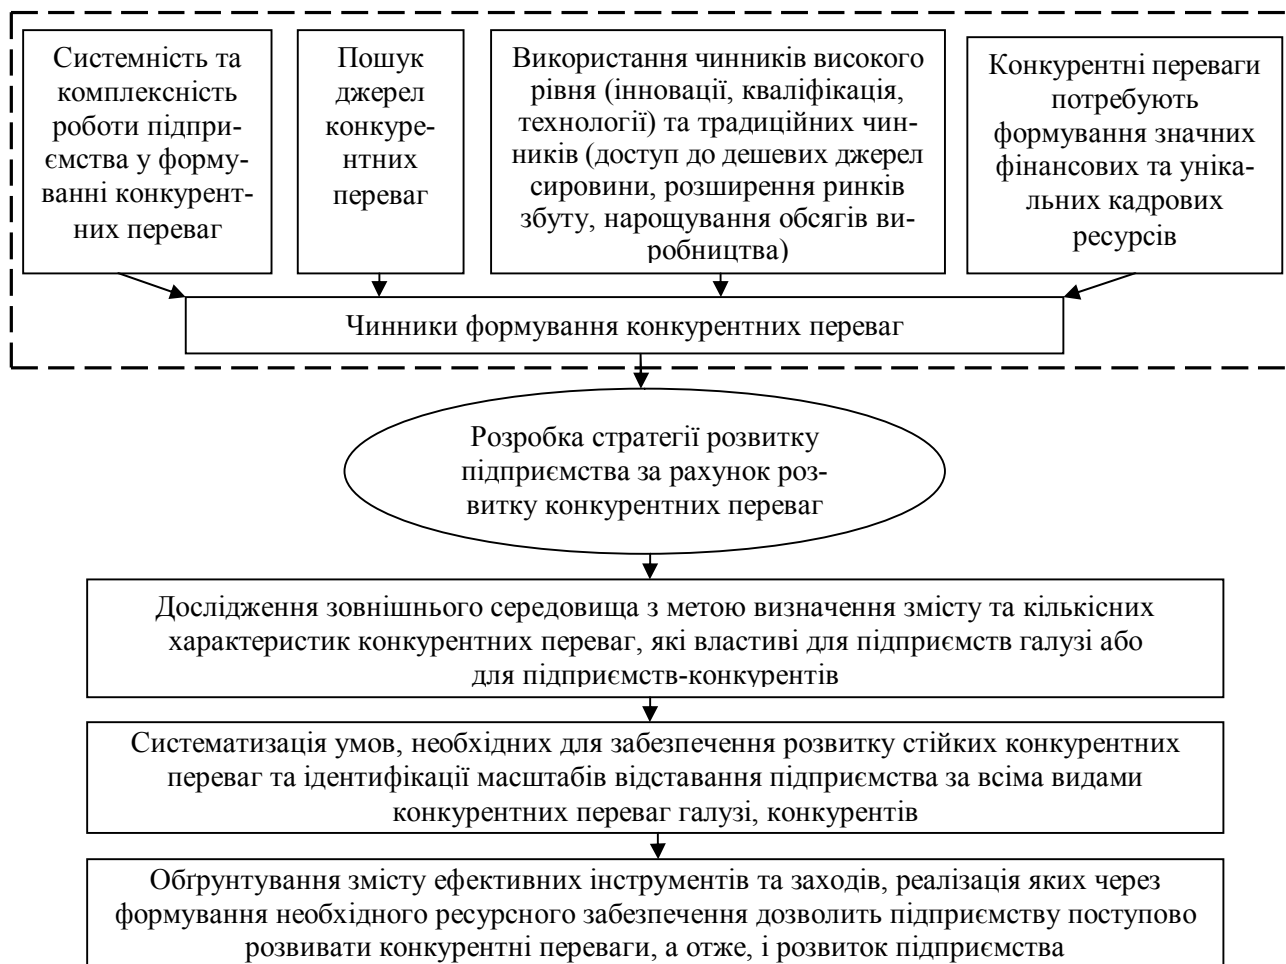 Системність та
комплексність
роботи підпри-
ємства у форму-
ванні конкурент-
них переваг
Пошук
джерел
конкуре-
нтних
переваг
Використання чинників високого
рівня (інновації, кваліфікація,
технології) та традиційних чин-
ників (доступ до дешевих джерел
сировини, розширення ринків
збуту, нарощування обсягів ви-
робництва)
Конкурентні переваги
потребують
формування значних
фінансових та уніка-
льних кадрових
ресурсів
Чинники формування конкурентних переваг
Розробка стратегії розвитку
підприємства за рахунок роз-
витку конкурентних переваг
Дослідження зовнішнього середовища з метою визначення змісту та кількісних
характеристик конкурентних переваг, які властиві для підприємств галузі або
для підприємств-конкурентів
Систематизація умов, необхідних для забезпечення розвитку стійких конкурентних
переваг та ідентифікації масштабів відставання підприємства за всіма видами
конкурентних переваг галузі, конкурентів
Обґрунтування змісту ефективних інструментів та заходів, реалізація яких через
формування необхідного ресурсного забезпечення дозволить підприємству поступово
розвивати конкурентні переваги, а отже, і розвиток підприємства